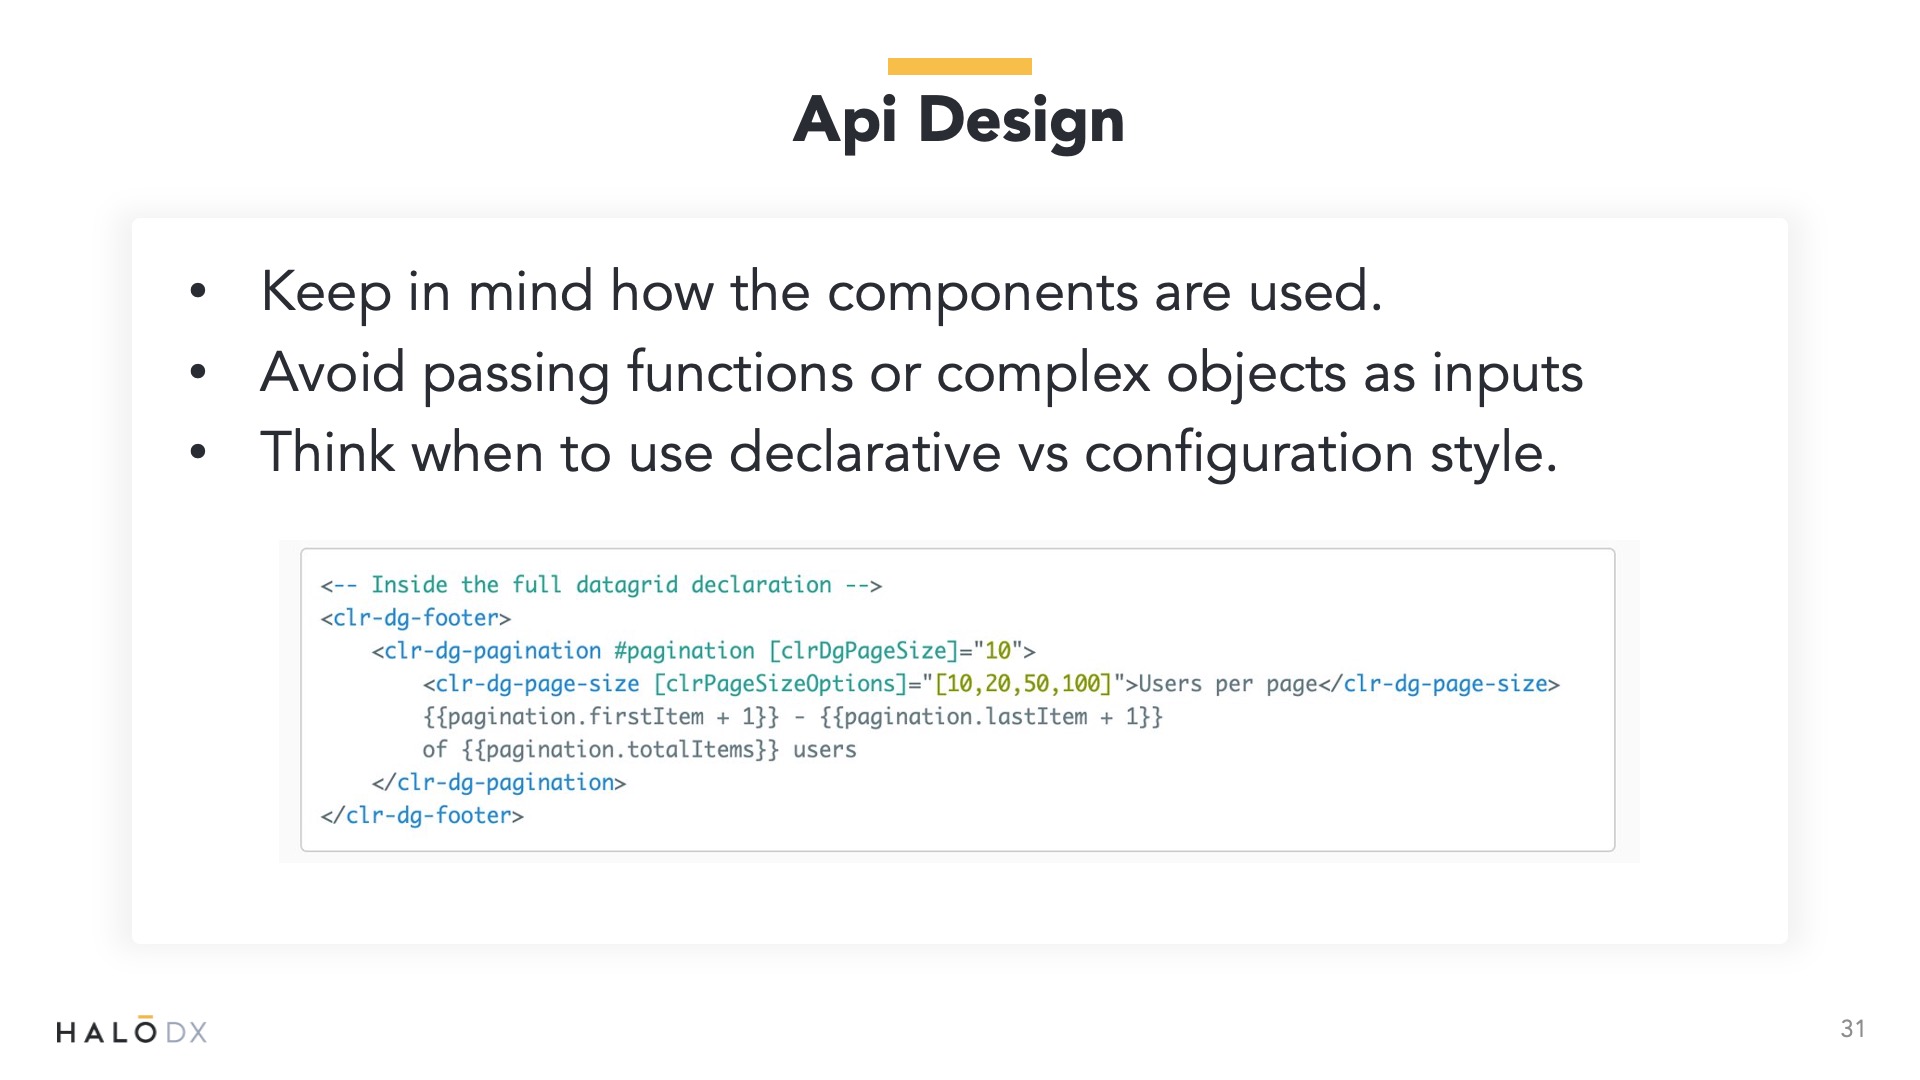 Api Design
• Keep in mind how the components are used.
• Avoid passing functions or complex objects as inputs
• Think when to use declarative vs configuration style.
<-- Inside the full datagrid declaration -->
<clr-dg-footer>
    <clr-dg-pagination #pagination [clrDgPageSize]="10">
        <clr-dg-page-size [clrPageSizeOptions]="[10,20,50,100]">Users per page</clr-dg-page-size>
        {{pagination.firstItem + 1}} - {{pagination.lastItem + 1}}
        of {{pagination.totalItems}} users
    </clr-dg-pagination>
</clr-dg-footer>
HALŌ DX
31